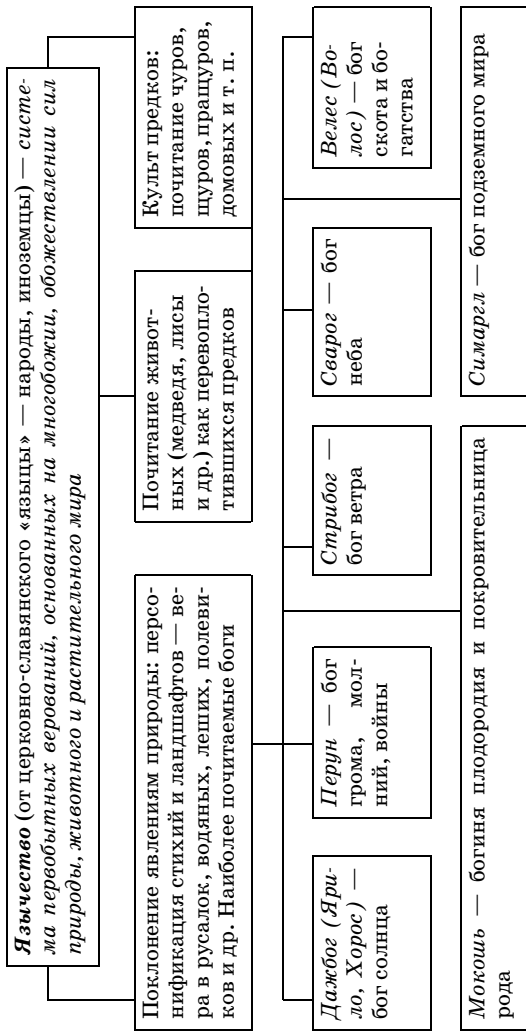 Язычество (от церковно-славянского «языцы» — народы, иноземцы) — систе-
ма первобытных верований, основанных на многобожии, обожествлении сил
природы, животного и растительного мира
Поклонение явлениям природы: персо-
нификация стихий и ландшафтов — ве-
ра в русалок, водяных, леших, полеви-
ков и др. Наиболее почитаемые боги
Почитание живот-
ных (медведя, лисы
и др.) как перевопло-
тившихся предков
Культ предков:
почитание чуров,
щуров, пращуров,
домовых и т. п.
Дажбог (Яри-
ло, Хорос) —
бог солнца
Перун — бог
грома, мол-
ний, войны
Стрибог —
бог ветра
Сварог — бог
неба
Велес (Во-
лос) — бог
скота и бо-
гатства
Мокошь — богиня плодородия и покровительница
рода
Симаргл — бог подземного мира